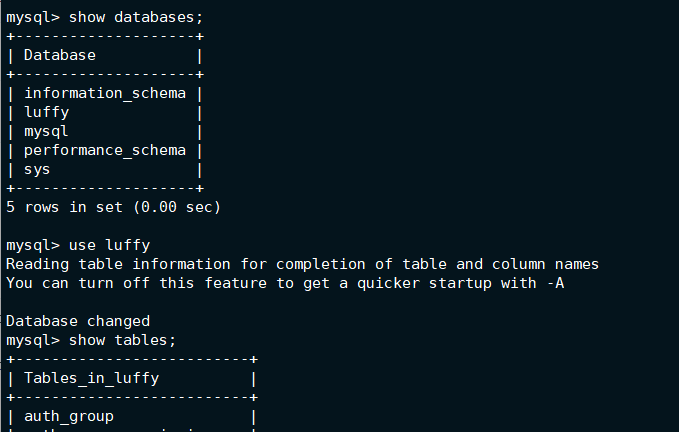 mysql> show databases;
+--------------------+
| Database           |
+--------------------+
| information_schema |
| luffy              |
| mysql              |
| performance_schema |
| sys                |
+--------------------+
5 rows in set (0.00 sec)

mysql> use luffy
Reading table information for completion of table and column names
You can turn off this feature to get a quicker startup with -A

Database changed
mysql> show tables;
+--------------------------+
| Tables_in_luffy          |
+--------------------------+
| auth_group               |